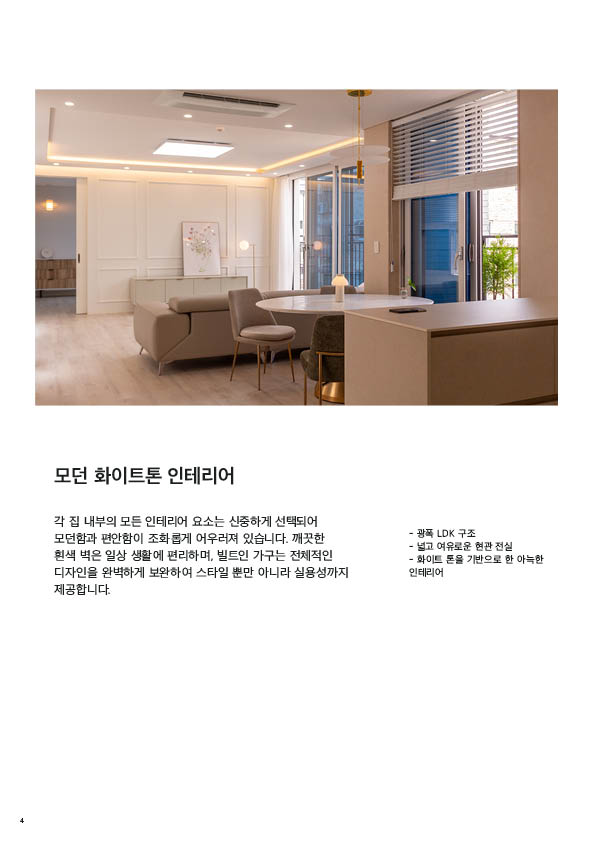 모던 화이트톤 인테리어
각 집 내부의 모든 인테리어 요소는 신중하게 선택되어
모던함과 편안함이 조화롭게 어우러져 있습니다. 깨끗한
흰색 벽은 일상 생활에 편리하며, 빌트인 가구는 전체적인
디자인을 완벽하게 보완하여 스타일 뿐만 아니라 실용성까지
제공합니다.
- 광폭 LDK 구조
- 넓고 여유로운 현관 전실
- 화이트 톤을 기반으로 한 아늑한
인테리어
4